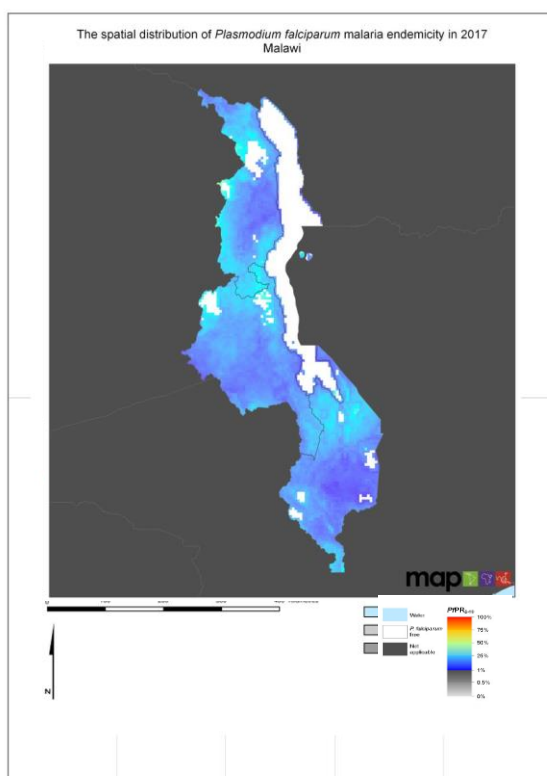 The spatial distribution of Plasmodium falciparum malaria endemicity in 2017
Malawi
map
Water
P falciparum
free
Not
applicable
PfPR2-10
100%
75%
50%
25%
1%
0.5%
0%
N